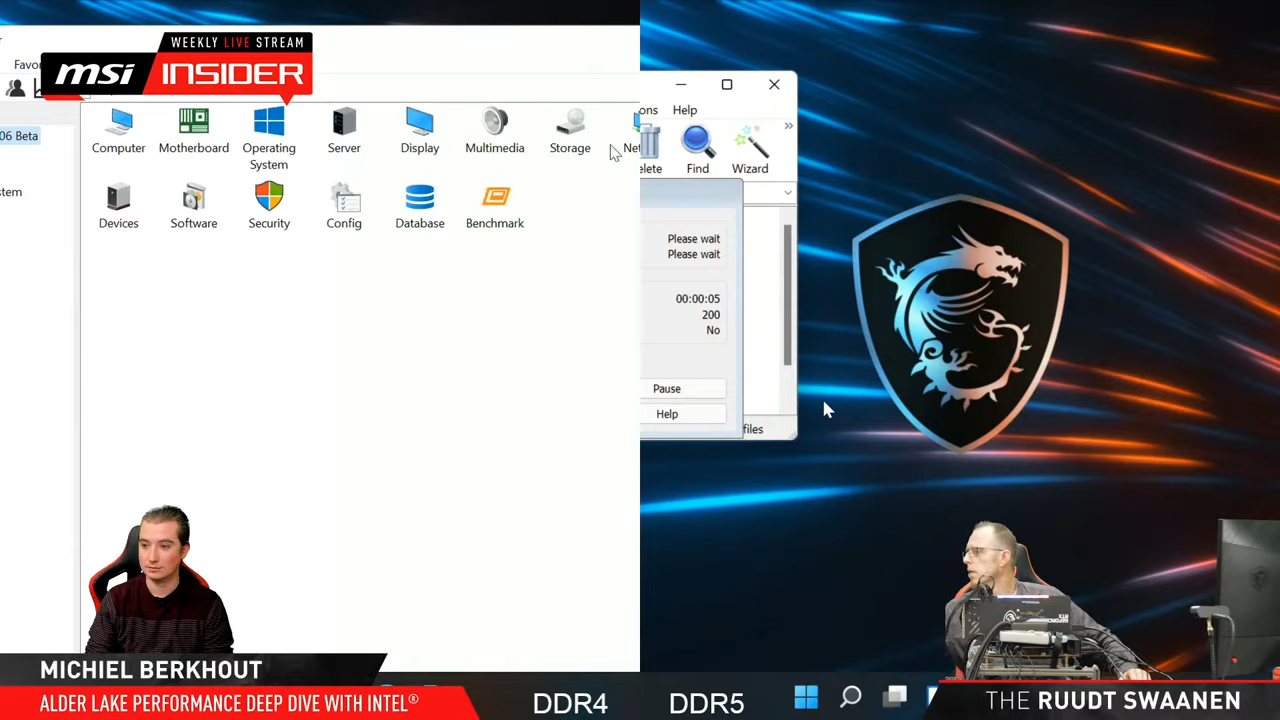 WEEKLY LIVE STREAM
msi INSIDER
Favor
06 Beta
stem
Computer
Motherboard
Operating
System
Server
Display
Multimedia
Storage
Net
Devices
Software
Security
Config
Database
Benchmark
ons Help
elete
Find
Wizard
Please wait
Please wait
00:00:05
200
No
Pause
Help
files
MICHIEL BERKHOUT
ALDER LAKE PERFORMANCE DEEP DIVE WITH INTEL®
DDR4
DDR5
THE RUUDT SWAANEN